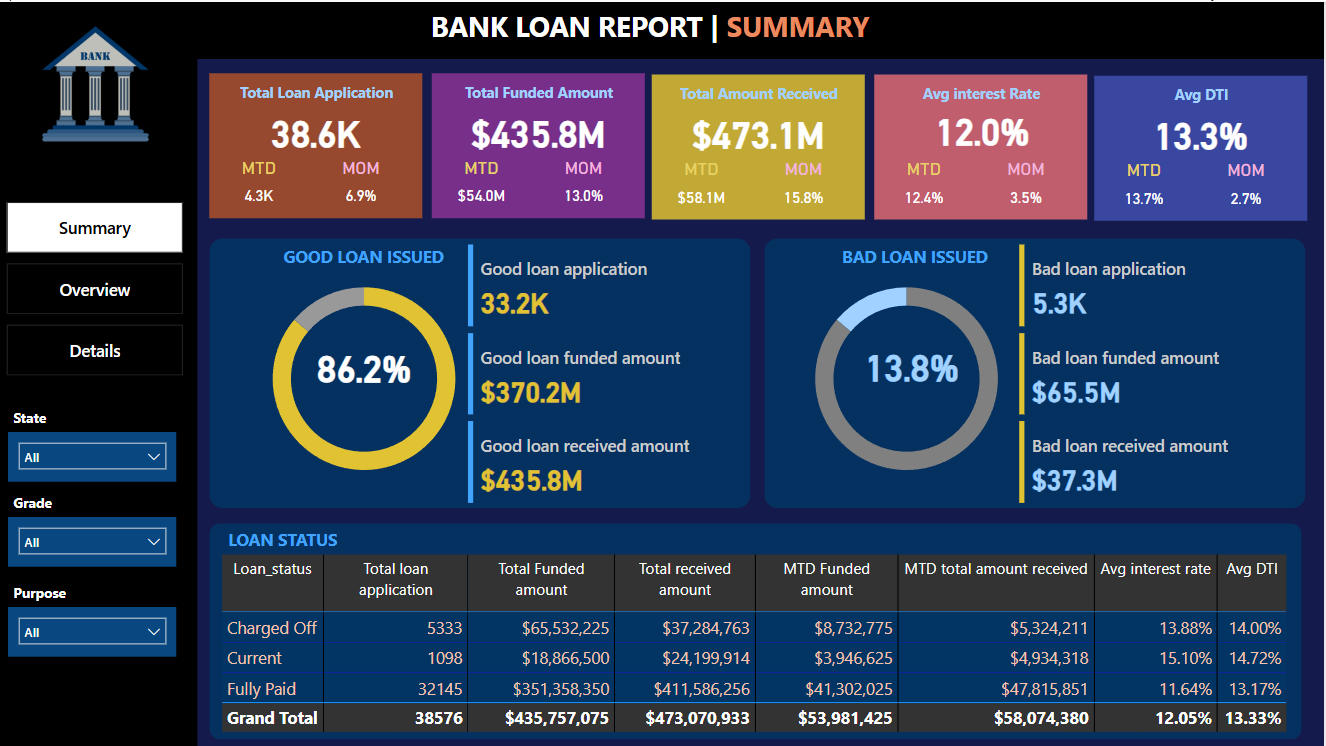 BANK LOAN REPORT | SUMMARY
BANK
Summary
Overview
Details
State
All
Grade
All
Purpose
All
Total Loan Application
38.6K
MTD MOM
4.3K 6.9%
Total Funded Amount
$435.8M
MTD MOM
$54.0M 13.0%
Total Amount Received
$473.1M
MTD MOM
$58.1M 15.8%
Avg interest Rate
12.0%
MTD MOM
12.4% 3.5%
Avg DTI
13.3%
MTD MOM
13.7% 2.7%
GOOD LOAN ISSUED
86.2%
Good loan application
33.2K
Good loan funded amount
$370.2M
Good loan received amount
$435.8M
BAD LOAN ISSUED
13.8%
Bad loan application
5.3K
Bad loan funded amount
$65.5M
Bad loan received amount
$37.3M
LOAN STATUS
Loan_status Total loan application Total Funded amount Total received amount MTD Funded amount MTD total amount received Avg interest rate Avg DTI
Charged Off 5333 $65,532,225 $37,284,763 $8,732,775 $5,324,211 13.88% 14.00%
Current 1098 $18,866,500 $24,199,914 $3,946,625 $4,934,318 15.10% 14.72%
Fully Paid 32145 $351,358,350 $411,586,256 $41,302,025 $47,815,851 11.64% 13.17%
Grand Total 38576 $435,757,075 $473,070,933 $53,981,425 $58,074,380 12.05% 13.33%